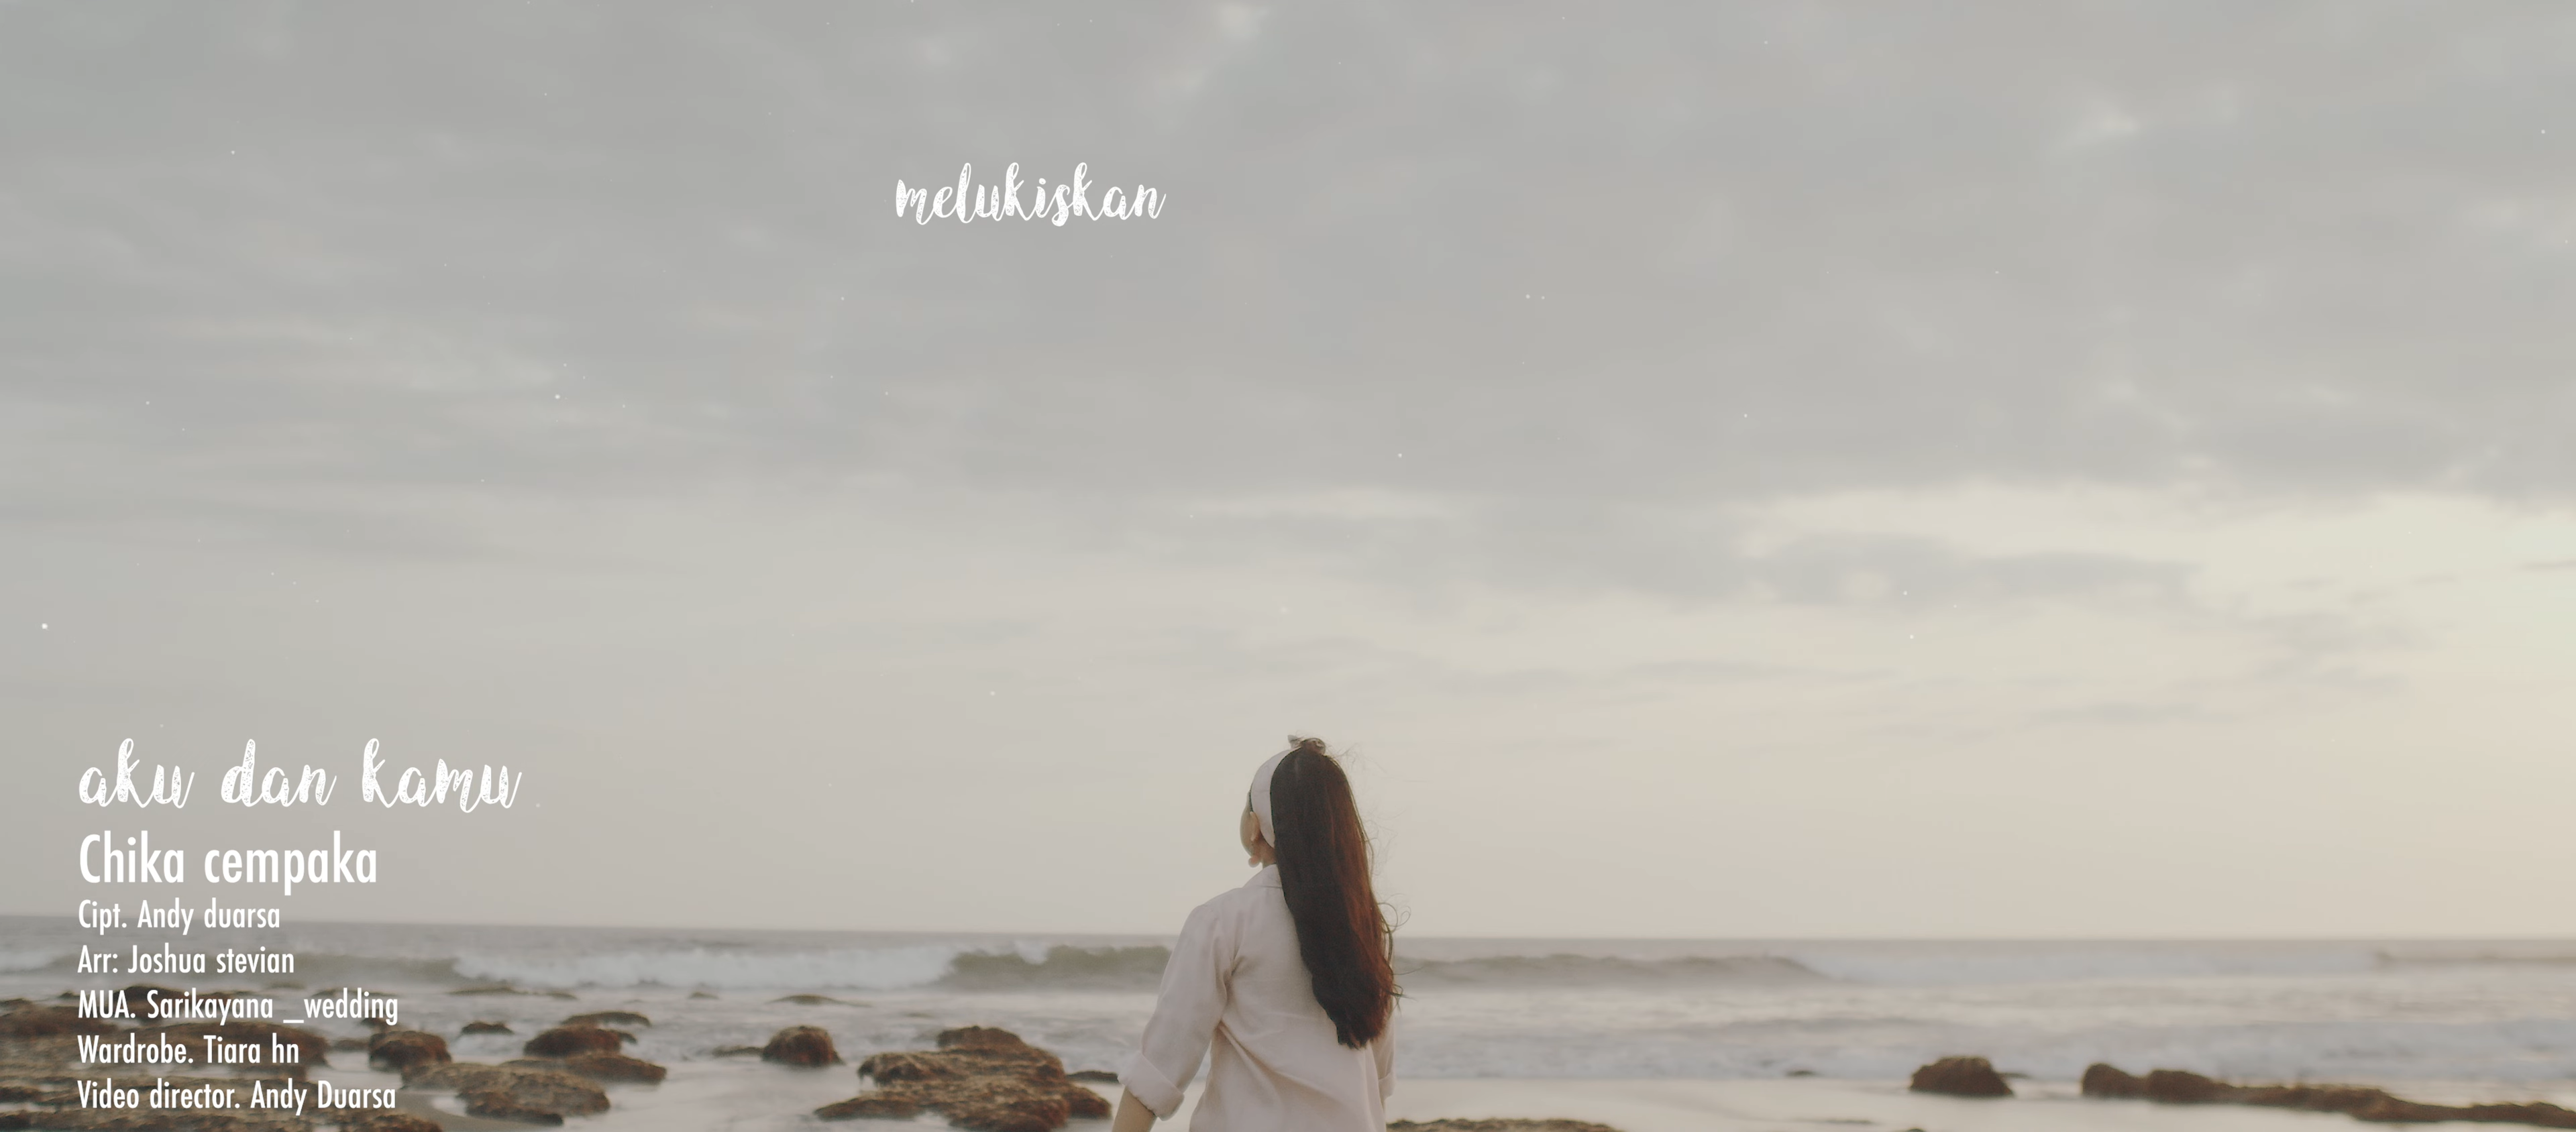 melukiskan
aku dan kamu
Chika cempaka
Cipt. Andy duarsa
Arr: Joshua stevian
MUA. Sarikayana _wedding
Wardrobe. Tiara hn
Video director. Andy Duarsa